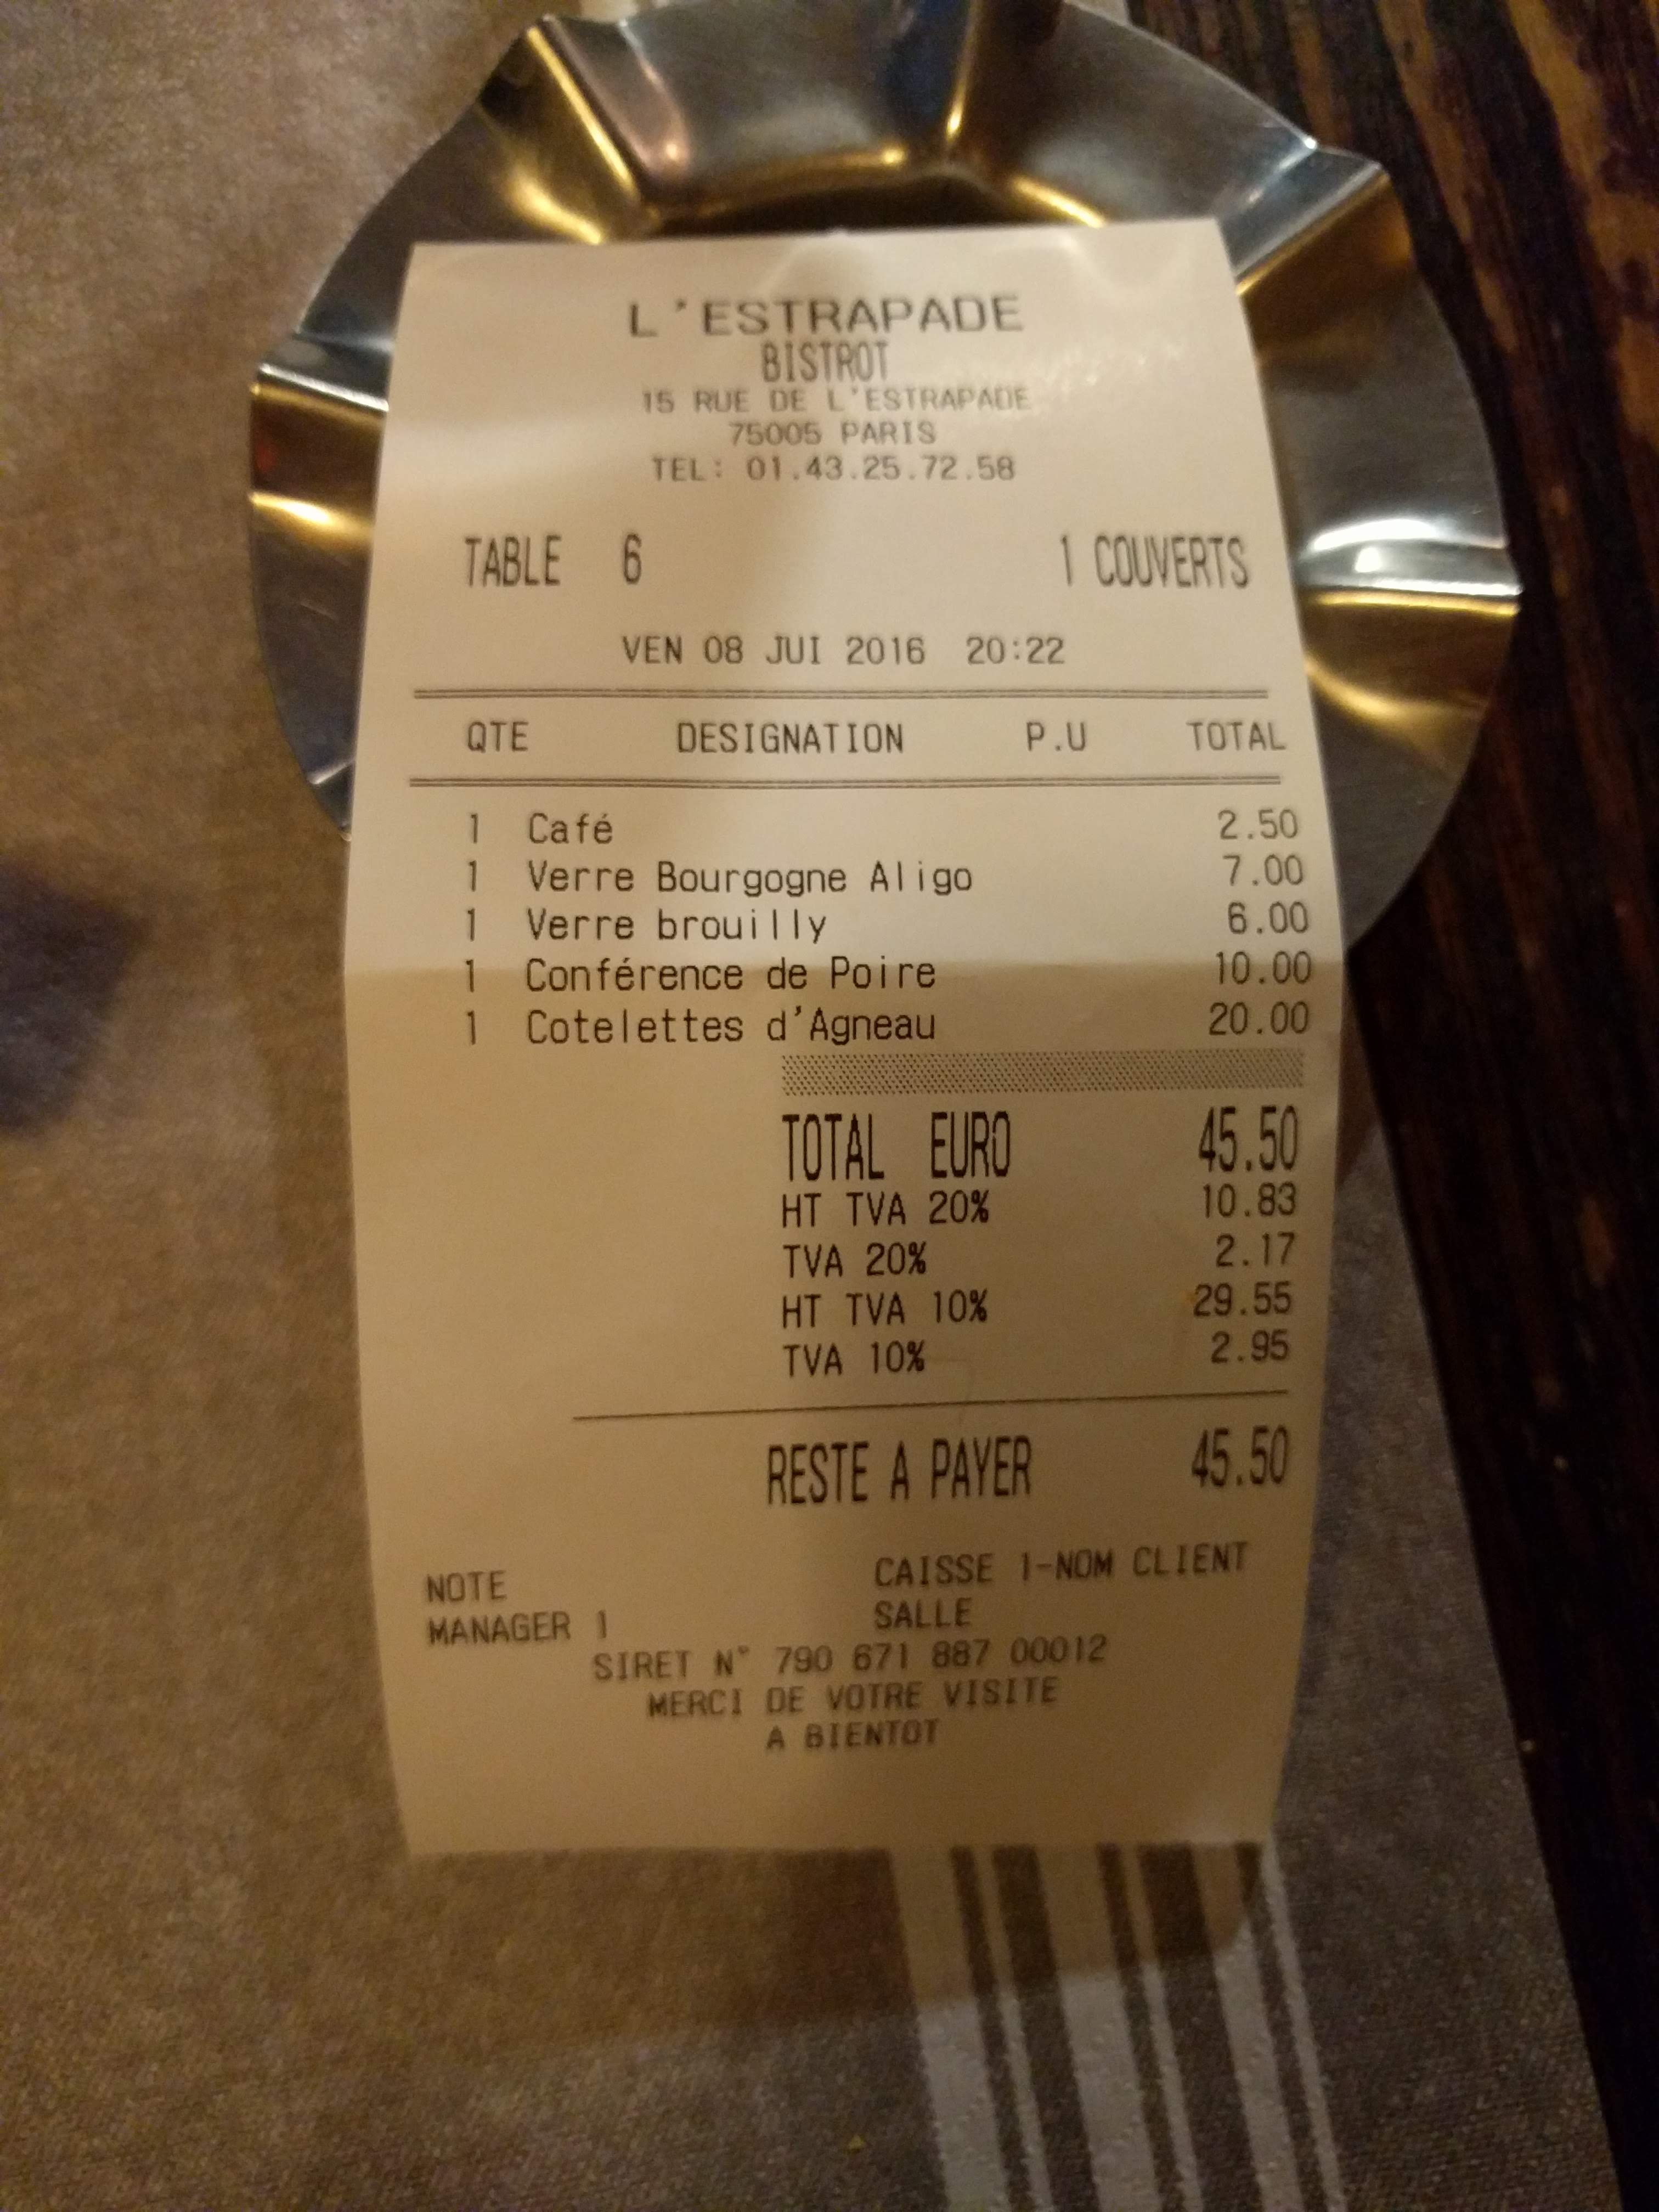 L'ESTRAPADE
BISTROT
15 RUE DE L'ESTRAPADE
75005 PARIS
TEL: 01.43.25.72.58
TABLE 6 1 COUVERTS
VEN 08 JUI 2016 20:22
QTE DESIGNATION P.U TOTAL
1 Café 2.50
1 Verre Bourgogne Aligo 7.00
1 Verre brouilly 6.00
1 Conférence de Poire 10.00
1 Cotelettes d'Agneau 20.00
TOTAL EURO 45.50
HT TVA 20% 10.83
TVA 20% 2.17
HT TVA 10% 29.55
TVA 10% 2.95
RESTE A PAYER 45.50
NOTE CAISSE 1-NOM CLIENT
MANAGER 1 SALLE
SIRET N° 790 671 887 00012
MERCI DE VOTRE VISITE
A BIENTOT